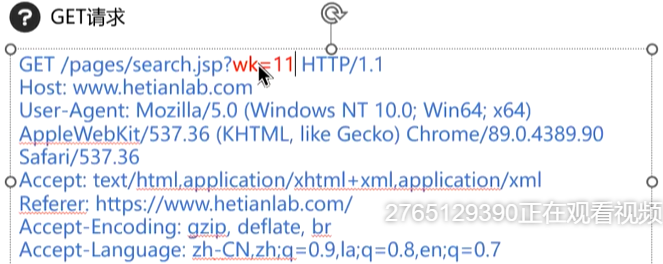 ? GET请求
GET /pages/search.jsp?wk=11 HTTP/1.1
Host: www.hetianlab.com
User-Agent: Mozilla/5.0 (Windows NT 10.0; Win64; x64)
AppleWebKit/537.36 (KHTML, like Gecko) Chrome/89.0.4389.90
Safari/537.36
Accept: text/html,application/xhtml+xml,application/xml
Referer: https://www.hetianlab.com/
2765129390正在观看视频
Accept-Encoding: gzip, deflate, br
Accept-Language: zh-CN,zh;q=0.9,la;q=0.8,en;q=0.7